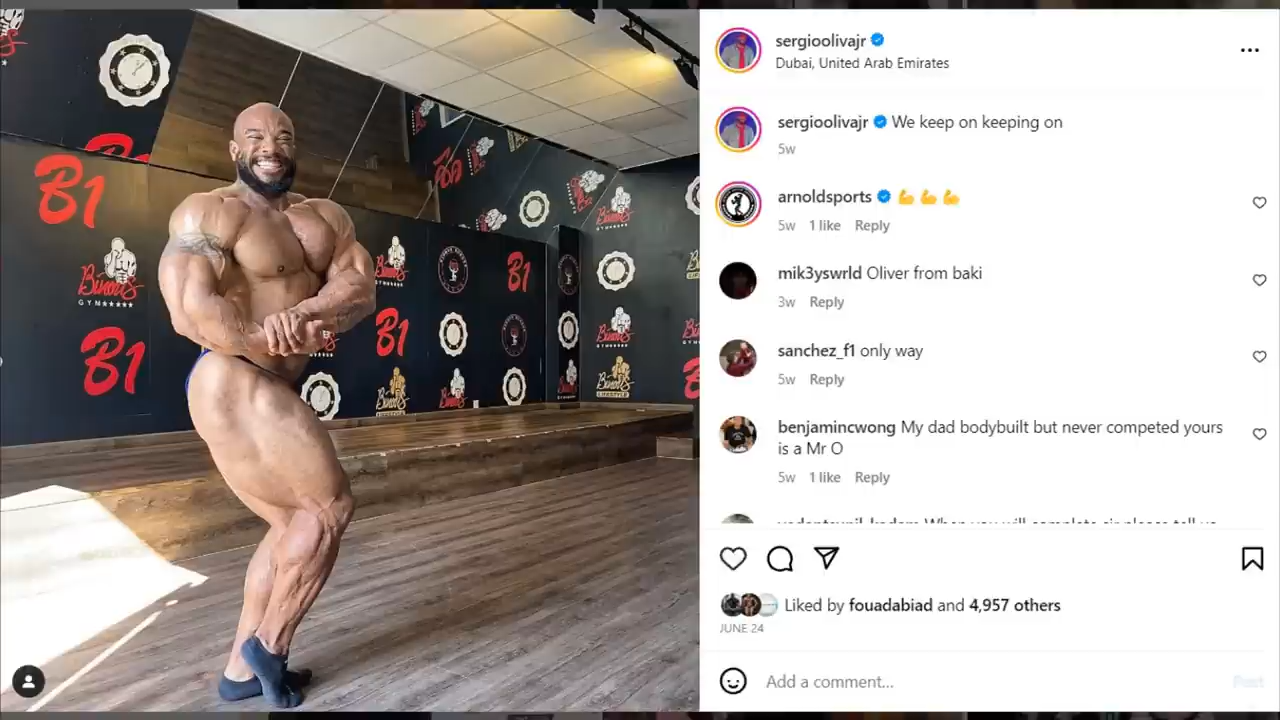 B1
Binous
GYM★★★★★
B1
B1
B1
sergioolivajr
Dubai, United Arab Emirates
sergioolivajr We keep on keeping on
5w
arnoldsports 💪 💪 💪
5w 1 like Reply
mik3yswrld Oliver from baki
3w Reply
sanchez_f1 only way
5w Reply
benjamincwong My dad bodybuilt but never competed yours
is a Mr O
5w 1 like Reply
Liked by fouadabiad and 4,957 others
JUNE 24
Add a comment...
Post